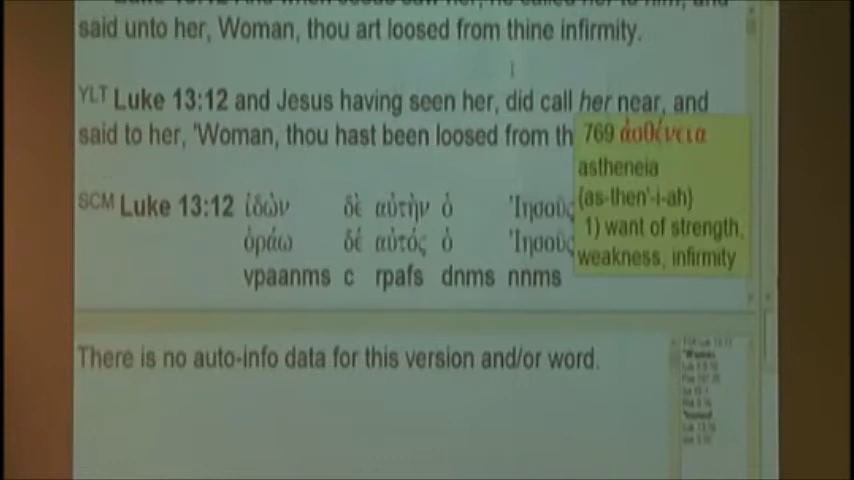 said unto her, Woman, thou art loosed from thine infirmity.
YLT Luke 13:12 and Jesus having seen her, did call her near, and
said to her, 'Woman, thou hast been loosed from th
769 ἀσθένεια
astheneia
(as-then'-i-ah)
1) want of strength,
weakness, infirmity
SCM Luke 13:12 ἰδὼν δὲ αὐτὴν ὁ Ἰησοῦς
ὁράω δέ αὐτός ὁ Ἰησοῦς
vpaanms c rpafs dnms nnms
There is no auto-info data for this version and/or word.